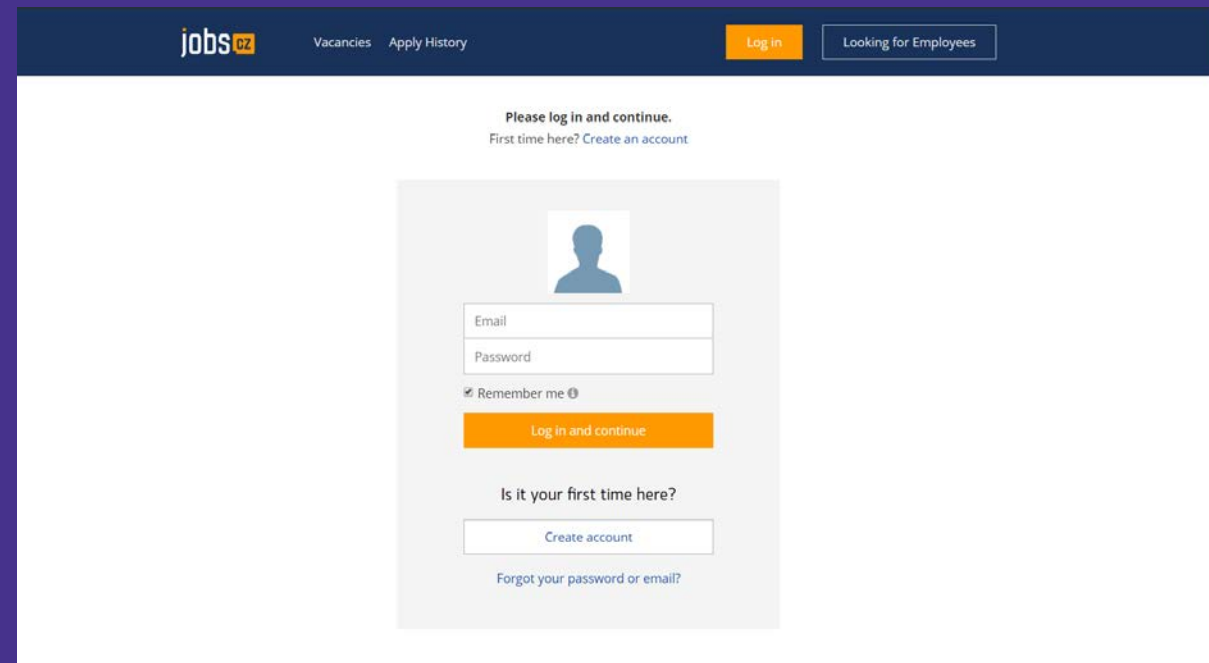 jobs cz Vacancies Apply History Log in Looking for Employees
Please log in and continue.
First time here? Create an account
Email
Password
Remember me
Log in and continue
Is it your first time here?
Create account
Forgot your password or email?